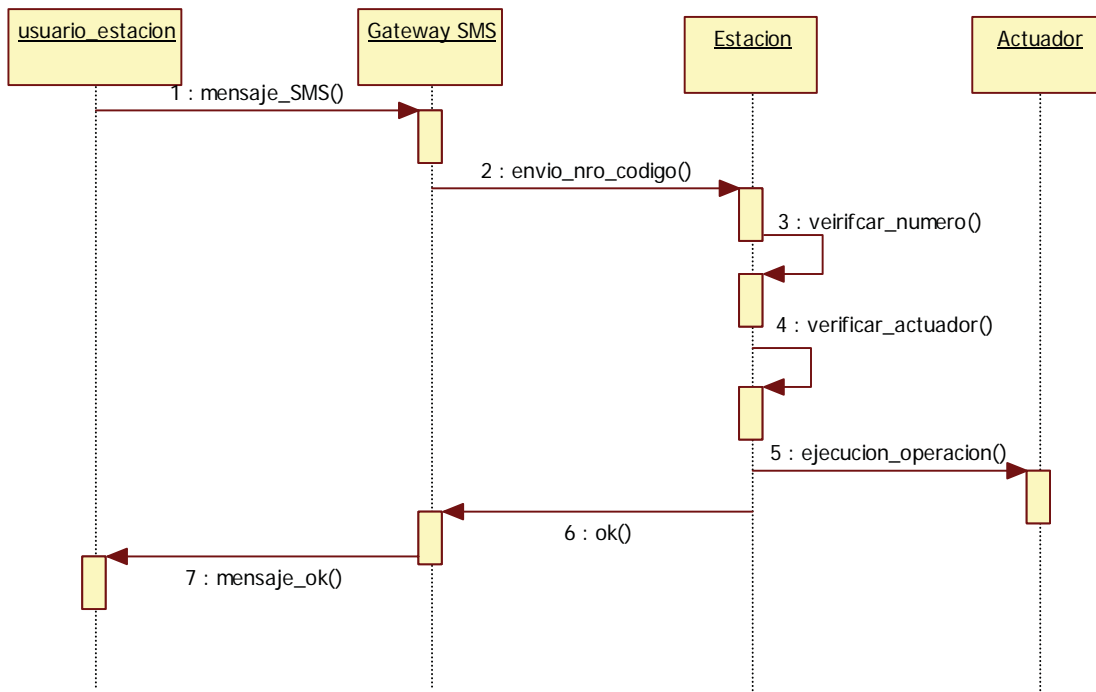 usuario_estacion
Gateway SMS
Estacion
Actuador
1 : mensaje_SMS()
2 : envio_nro_codigo()
3 : veirifcar_numero()
4 : verificar_actuador()
5 : ejecucion_operacion()
6 : ok()
7 : mensaje_ok()